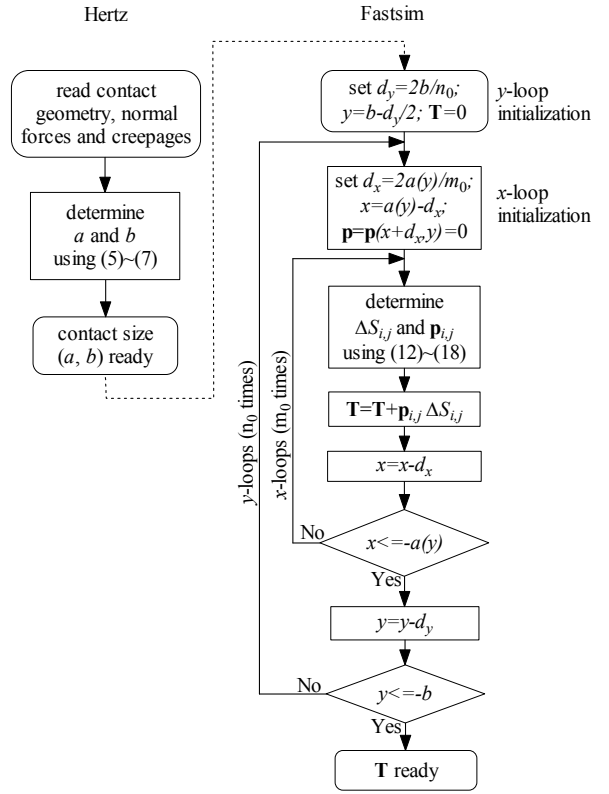 Hertz
read contact
geometry, normal
forces and creepages
determine
a and b
using (5)~(7)
contact size
(a, b) ready
Fastsim
set dy=2b/n0;
y=b-dy/2; T=0
y-loop
initialization
set dx=2a(y)/m0;
x=a(y)-dx;
p=p(x+dx,y)=0
x-loop
initialization
determine
ΔSi,j and pi,j
using (12)~(18)
T=T+pi,j ΔSi,j
x=x-dx
x<=-a(y)
No
Yes
x-loops (m0 times)
y=y-dy
y<=-b
No
Yes
y-loops (n0 times)
T ready